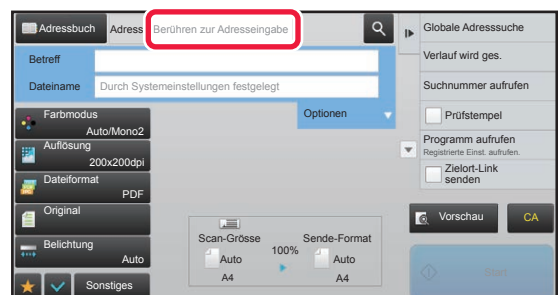 Adressbuch
Adress
Berühren zur Adresseingabe
Betreff
Dateiname
Durch Systemeinstellungen festgelegt
Optionen
Farbmodus
Auto/Mono2
Auflösung
200x200dpi
Dateiformat
PDF
Original
Belichtung
Auto
Sonstiges
Scan-Grösse
Auto
A4
100%
Sende-Format
Auto
A4
Globale Adresssuche
Verlauf wird ges.
Suchnummer aufrufen
Prüfstempel
Programm aufrufen
Registrierte Einst. aufrufen.
Zielort-Link
senden
Vorschau
CA
Start